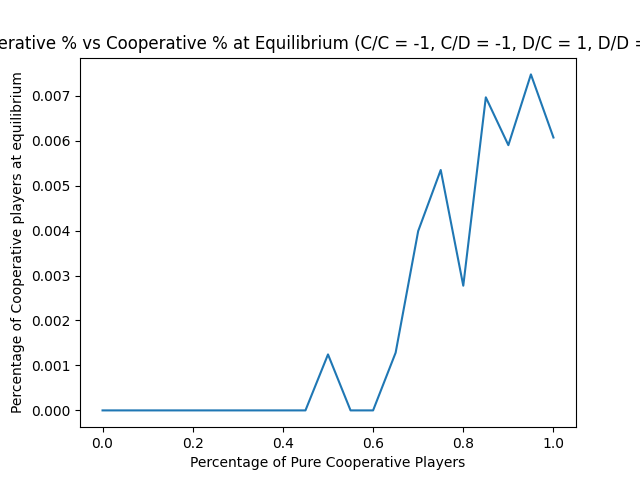 erative % vs Cooperative % at Equilibrium (C/C = -1, C/D = -1, D/C = 1, D/D =
Percentage of Cooperative players at equilibrium
0.007
0.006
0.005
0.004
0.003
0.002
0.001
0.000
0.0 0.2 0.4 0.6 0.8 1.0
Percentage of Pure Cooperative Players